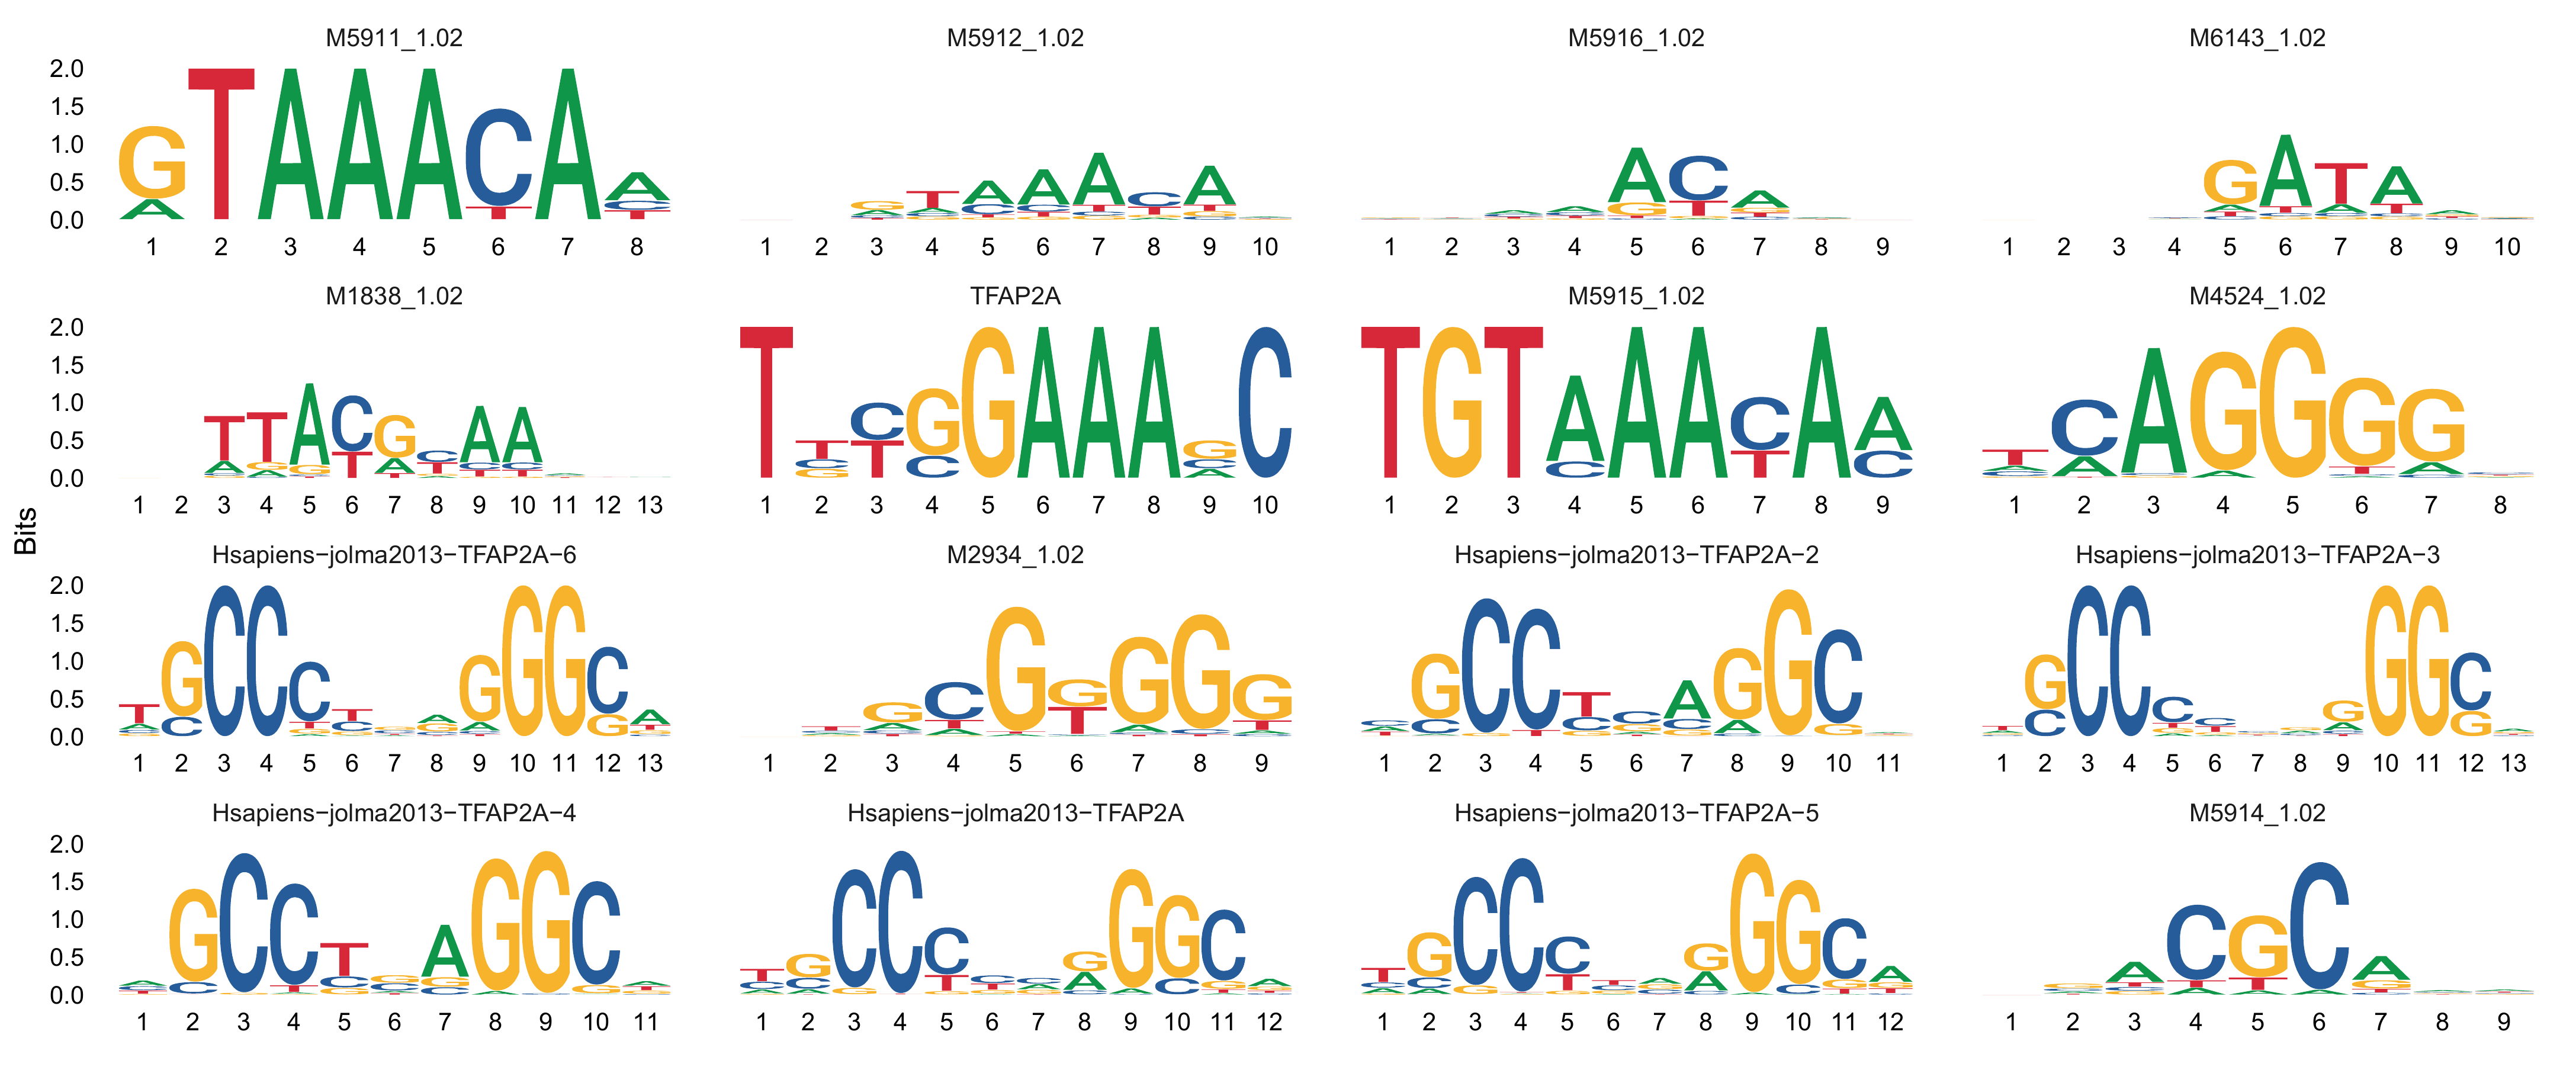 M5911_1.02 M5912_1.02 M5916_1.02 M6143_1.02
2.0
1.5
1.0
0.5
0.0
G A T A A A C T A A C T
G A T A C A C T A C T A T C C T A T G
A G C T A T
G A T A T A A T
1 2 3 4 5 6 7 8
1 2 3 4 5 6 7 8 9 10
1 2 3 4 5 6 7 8 9
1 2 3 4 5 6 7 8 9 10
M1838_1.02 TFAP2A M5915_1.02 M4524_1.02
2.0
1.5
1.0
0.5
0.0
T A T G A A G C T G A C T A C A C
T T C G C T G C G A A A G C A C
T G T A C A A C T A A C
T A C A A G G G G A
1 2 3 4 5 6 7 8 9 10 11 12 13
1 2 3 4 5 6 7 8 9 10
1 2 3 4 5 6 7 8 9
1 2 3 4 5 6 7 8
Bits
Hsapiens−jolma2013−TFAP2A−6 M2934_1.02 Hsapiens−jolma2013−TFAP2A−2 Hsapiens−jolma2013−TFAP2A−3
2.0
1.5
1.0
0.5
0.0
T A G C C C C T C A G G G G C G A
G C T G G T G G G T
G C C C T C C A C G A G C G
G C C C C G G G C G
1 2 3 4 5 6 7 8 9 10 11 12 13
1 2 3 4 5 6 7 8 9
1 2 3 4 5 6 7 8 9 10 11
1 2 3 4 5 6 7 8 9 10 11 12 13
Hsapiens−jolma2013−TFAP2A−4 Hsapiens−jolma2013−TFAP2A Hsapiens−jolma2013−TFAP2A−5 M5914_1.02
2.0
1.5
1.0
0.5
0.0
G C C C T C A G G G C
T G C C C C T G A G G C C
T G C C C C T G A G G C A
A C G T C A G
1 2 3 4 5 6 7 8 9 10 11
1 2 3 4 5 6 7 8 9 10 11 12
1 2 3 4 5 6 7 8 9 10 11 12
1 2 3 4 5 6 7 8 9